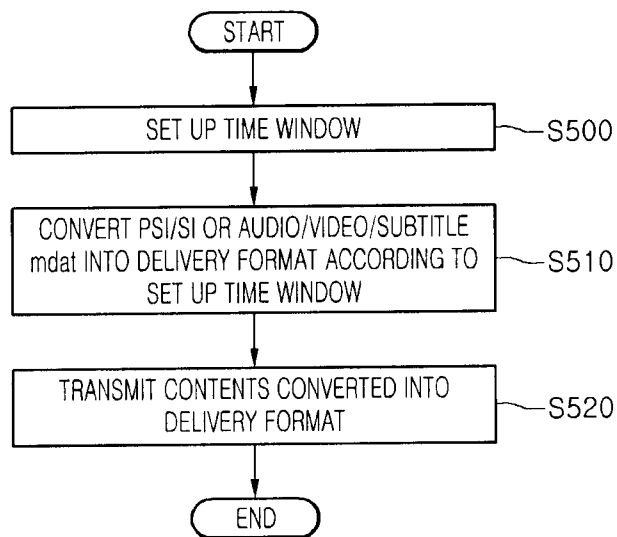 START
SET UP TIME WINDOW
S500
CONVERT PSI/SI OR AUDIO/VIDEO/SUBTITLE
mdat INTO DELIVERY FORMAT ACCORDING TO
SET UP TIME WINDOW
S510
TRANSMIT CONTENTS CONVERTED INTO
DELIVERY FORMAT
S520
END